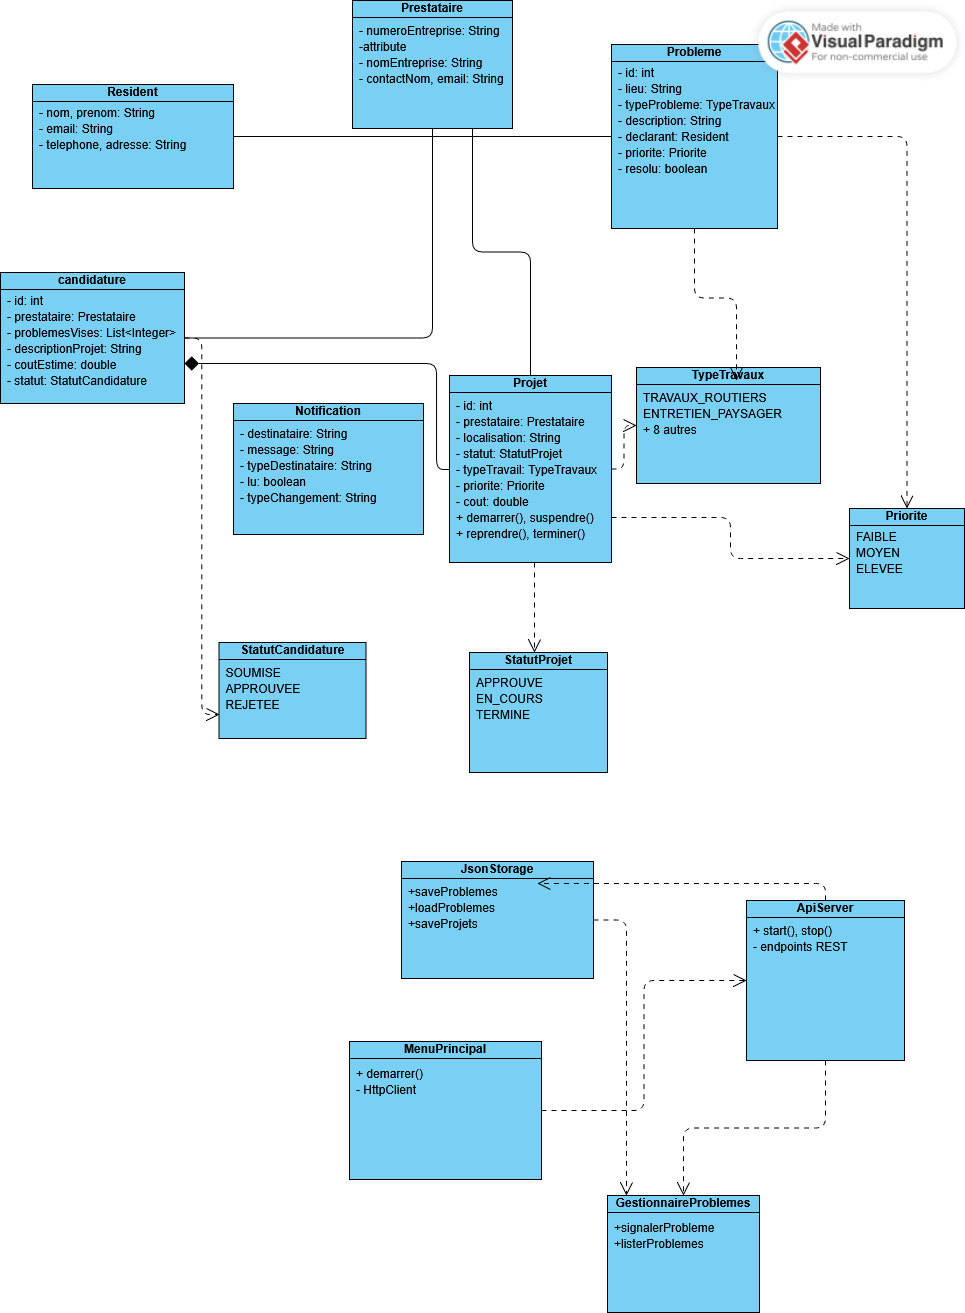 Prestataire
- numeroEntreprise: String
-attribute
- nomEntreprise: String
- contactNom, email: String
Made with
VisualParadigm
For non-commercial use
Probleme
- id: int
- lieu: String
- typeProbleme: TypeTravaux
- description: String
- declarant: Resident
- priorite: Priorite
- resolu: boolean
Resident
- nom, prenom: String
- email: String
- telephone, adresse: String
candidature
- id: int
- prestataire: Prestataire
- problemesVises: List<Integer>
- descriptionProjet: String
- coutEstime: double
- statut: StatutCandidature
Notification
- destinataire: String
- message: String
- typeDestinataire: String
- lu: boolean
- typeChangement: String
Projet
- id: int
- prestataire: Prestataire
- localisation: String
- statut: StatutProjet
- typeTravail: TypeTravaux
- priorite: Priorite
- cout: double
+ demarrer(), suspendre()
+ reprendre(), terminer()
TypeTravaux
TRAVAUX_ROUTIERS
ENTRETIEN_PAYSAGER
+ 8 autres
Priorite
FAIBLE
MOYEN
ELEVEE
StatutCandidature
SOUMISE
APPROUVEE
REJETEE
StatutProjet
APPROUVE
EN_COURS
TERMINE
JsonStorage
+saveProblemes
+loadProblemes
+saveProjets
ApiServer
+ start(), stop()
- endpoints REST
MenuPrincipal
+ demarrer()
- HttpClient
GestionnaireProblemes
+signalerProbleme
+listerProblemes